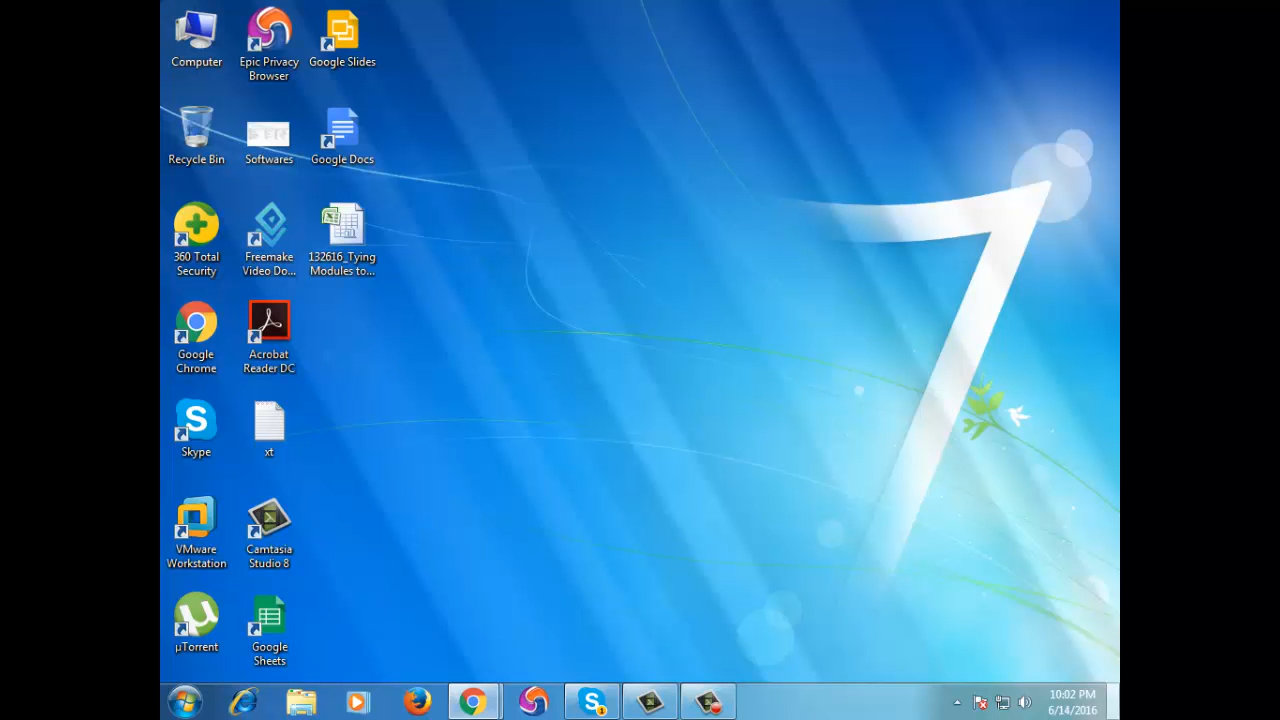 Computer
Epic Privacy
Browser
Google Slides
Recycle Bin
Softwares
Google Docs
360 Total
Security
Freemake
Video Do...
132616_Tying
Modules to...
Google
Chrome
Acrobat
Reader DC
Skype
xt
VMware
Workstation
Camtasia
Studio 8
µTorrent
Google
Sheets
7
10:02 PM
6/14/2016